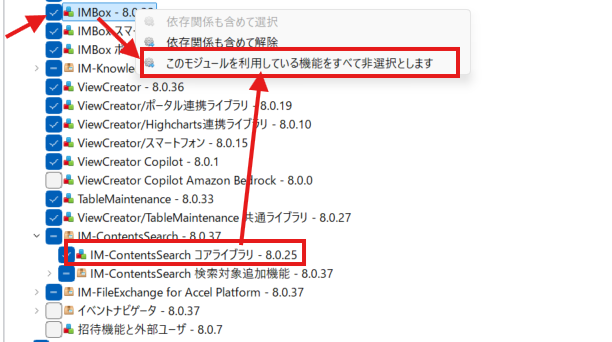 IMBox - 8.0.
依存関係も含めて選択
IMBox スマ
依存関係も含めて解除
IMBox ポ
このモジュールを利用している機能をすべて非選択とします
IM-Knowle
ViewCreator - 8.0.36
ViewCreator/ポータル連携ライブラリ - 8.0.19
ViewCreator/Highcharts連携ライブラリ - 8.0.10
ViewCreator/スマートフォン - 8.0.15
ViewCreator Copilot - 8.0.1
ViewCreator Copilot Amazon Bedrock - 8.0.0
TableMaintenance - 8.0.33
ViewCreator/TableMaintenance 共通ライブラリ - 8.0.27
IM-ContentsSearch - 8.0.37
IM-ContentsSearch コアライブラリ - 8.0.25
IM-ContentsSearch 検索対象追加機能 - 8.0.37
IM-FileExchange for Accel Platform - 8.0.37
イベントナビゲータ - 8.0.37
招待機能と外部ユーザ - 8.0.7